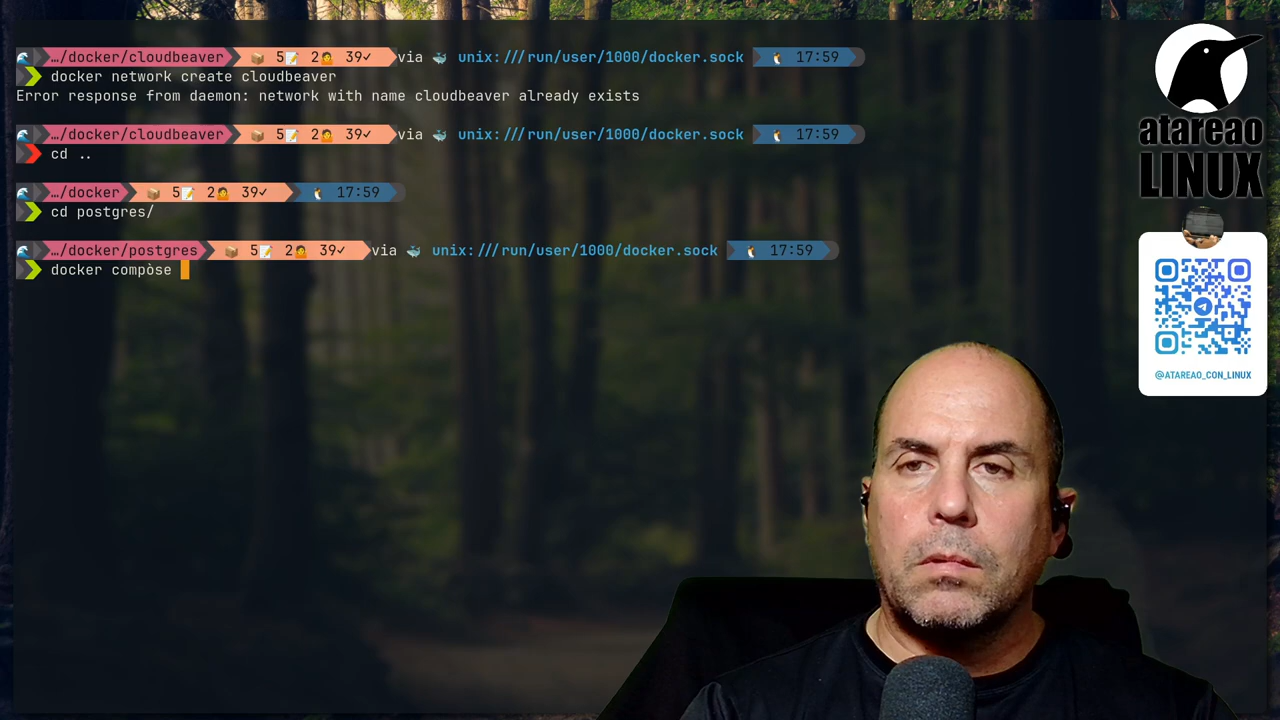 …/docker/cloudbeaver 5 2 39✓ via unix:///run/user/1000/docker.sock 17:59
docker network create cloudbeaver
Error response from daemon: network with name cloudbeaver already exists
…/docker/cloudbeaver 5 2 39✓ via unix:///run/user/1000/docker.sock 17:59
cd ..
…/docker 5 2 39✓ 17:59
cd postgres/
…/docker/postgres 5 2 39✓ via unix:///run/user/1000/docker.sock 17:59
docker compose
atareao
LINUX
@ATAREAO_CON_LINUX